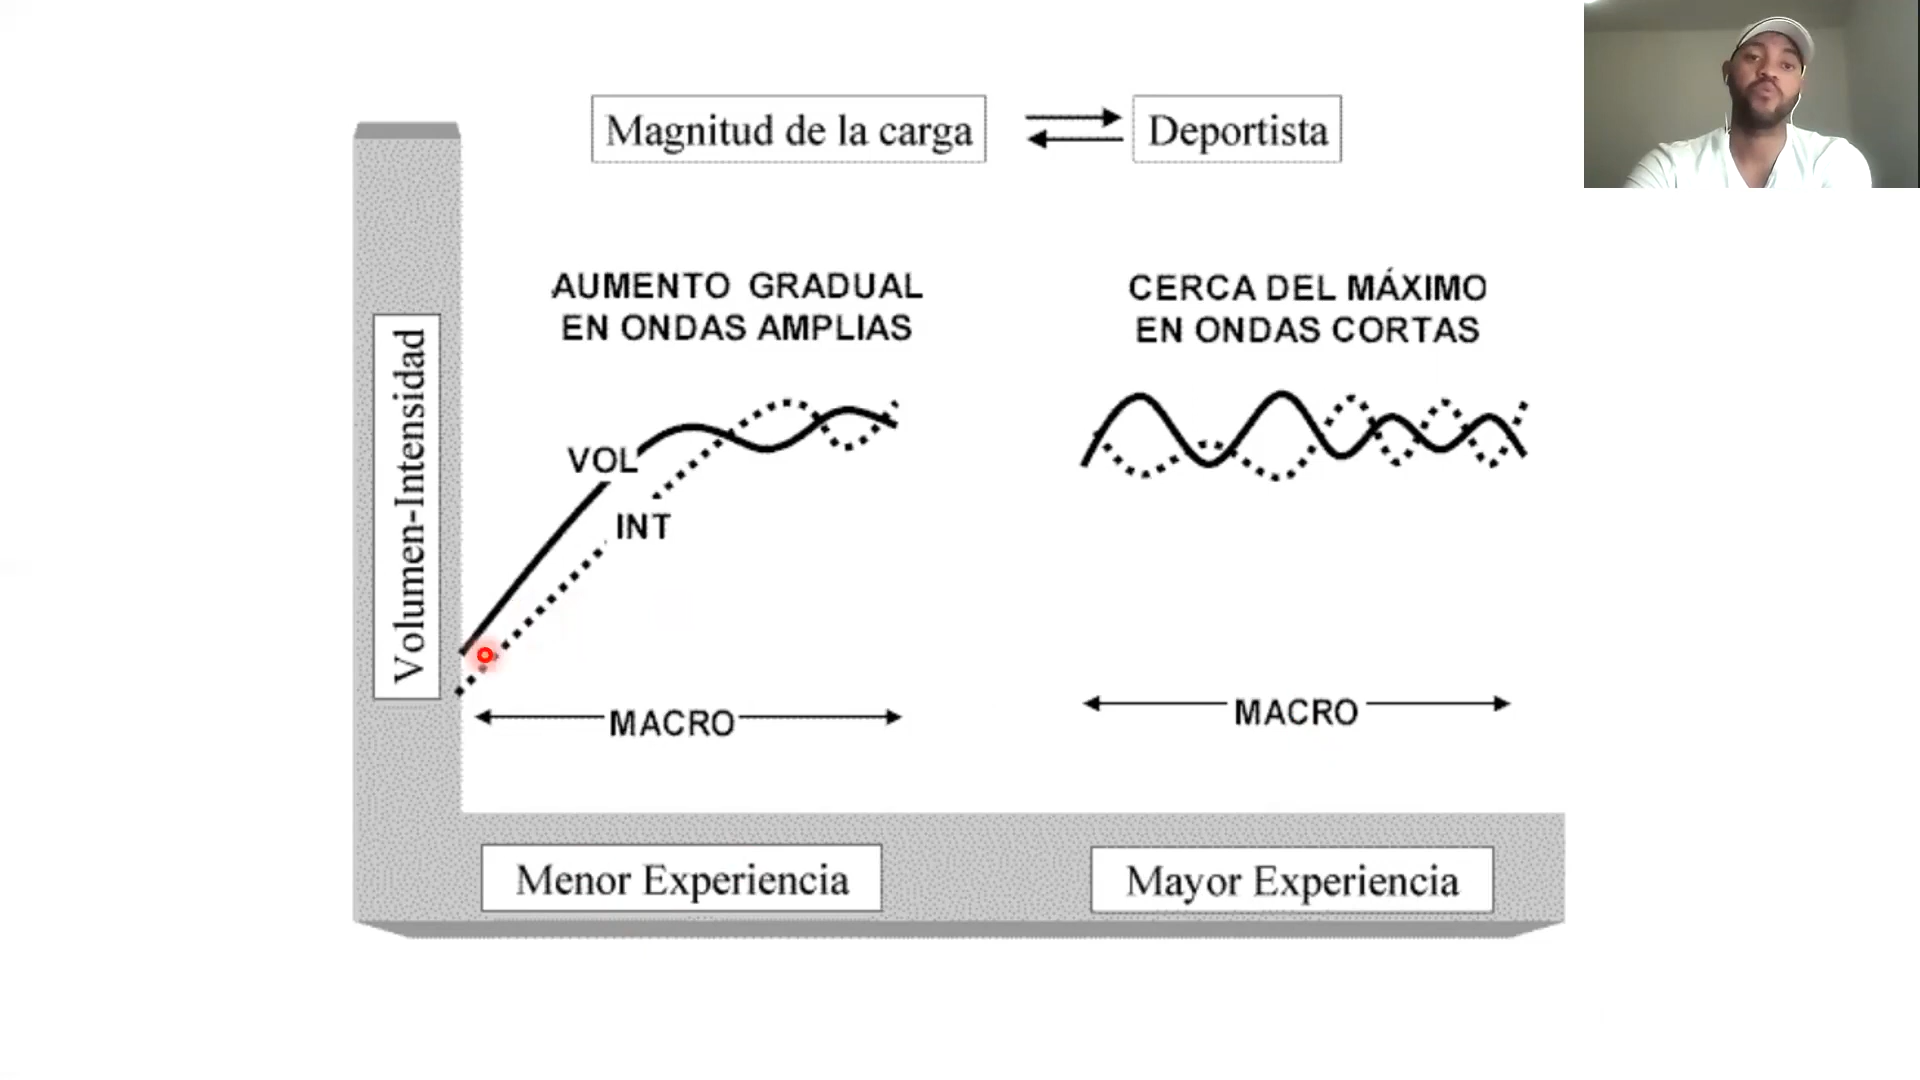 Magnitud de la carga
Deportista
AUMENTO GRADUAL
EN ONDAS AMPLIAS
CERCA DEL MÁXIMO
EN ONDAS CORTAS
Volumen-Intensidad
VOL
INT
MACRO
MACRO
Menor Experiencia
Mayor Experiencia